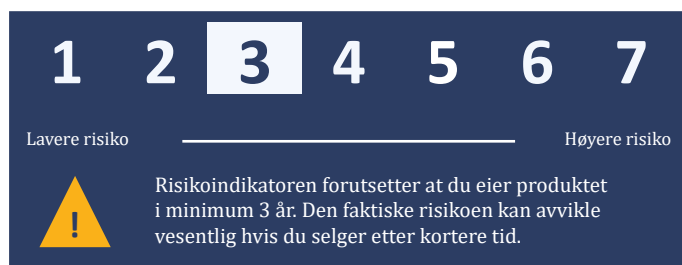 1 2 3 4 5 6 7
Lavere risiko Høyere risiko
!
Risikoindikatoren forutsetter at du eier produktet
i minimum 3 år. Den faktiske risikoen kan avvikle
vesentlig hvis du selger etter kortere tid.